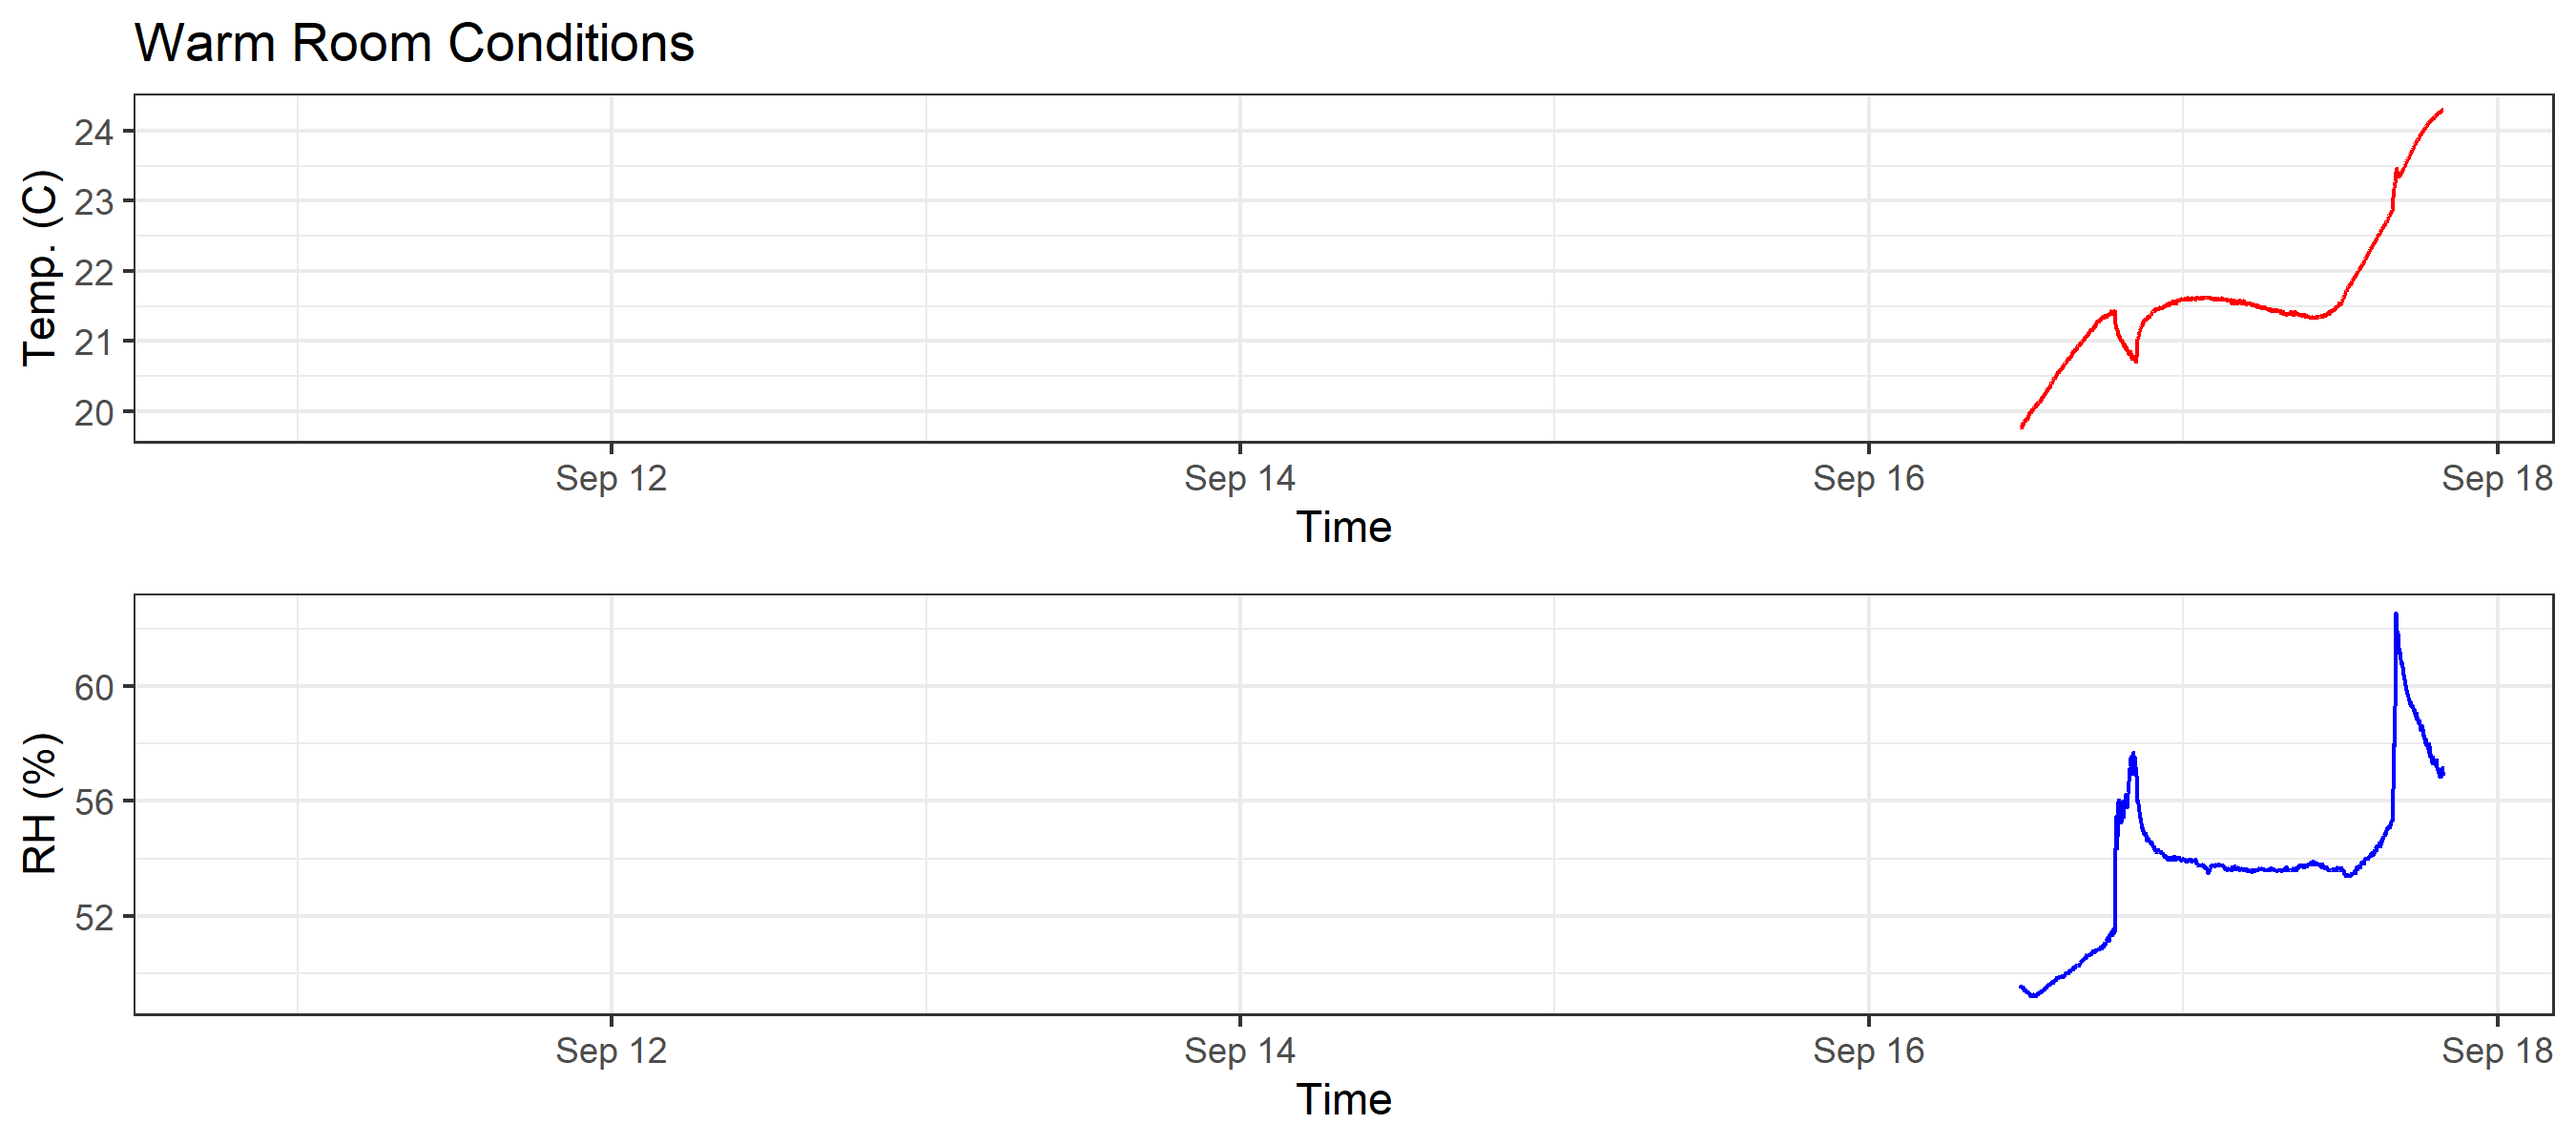 Warm Room Conditions
Temp. (C)
24
23
22
21
20
Sep 12 Sep 14 Sep 16 Sep 18
Time
RH (%)
60
56
52
Sep 12 Sep 14 Sep 16 Sep 18
Time